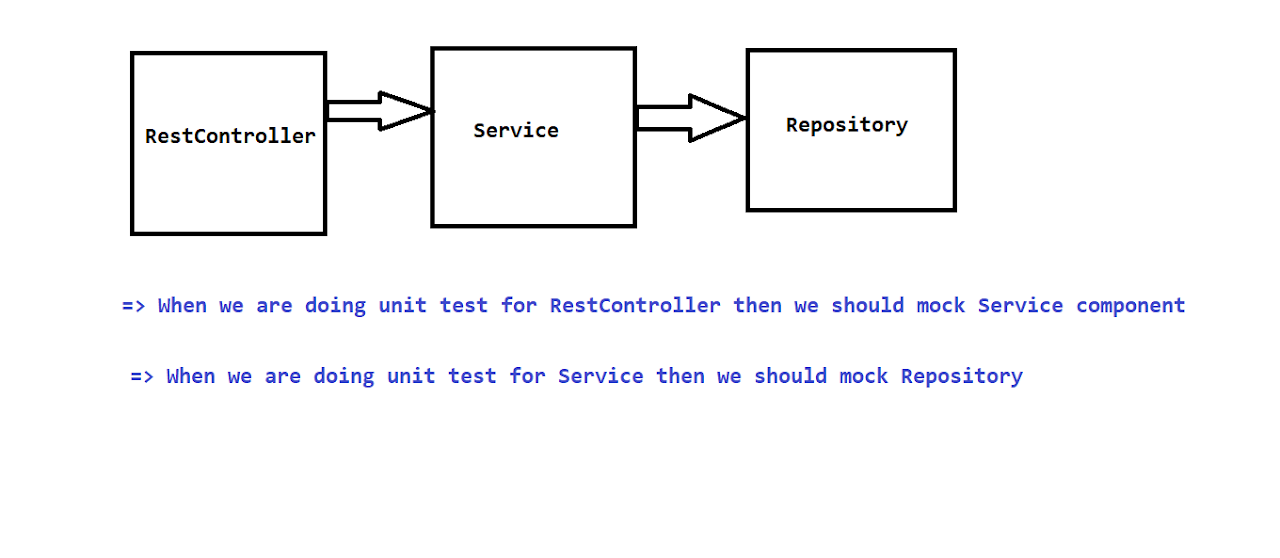 RestController
Service
Repository
=> When we are doing unit test for RestController then we should mock Service component
=> When we are doing unit test for Service then we should mock Repository